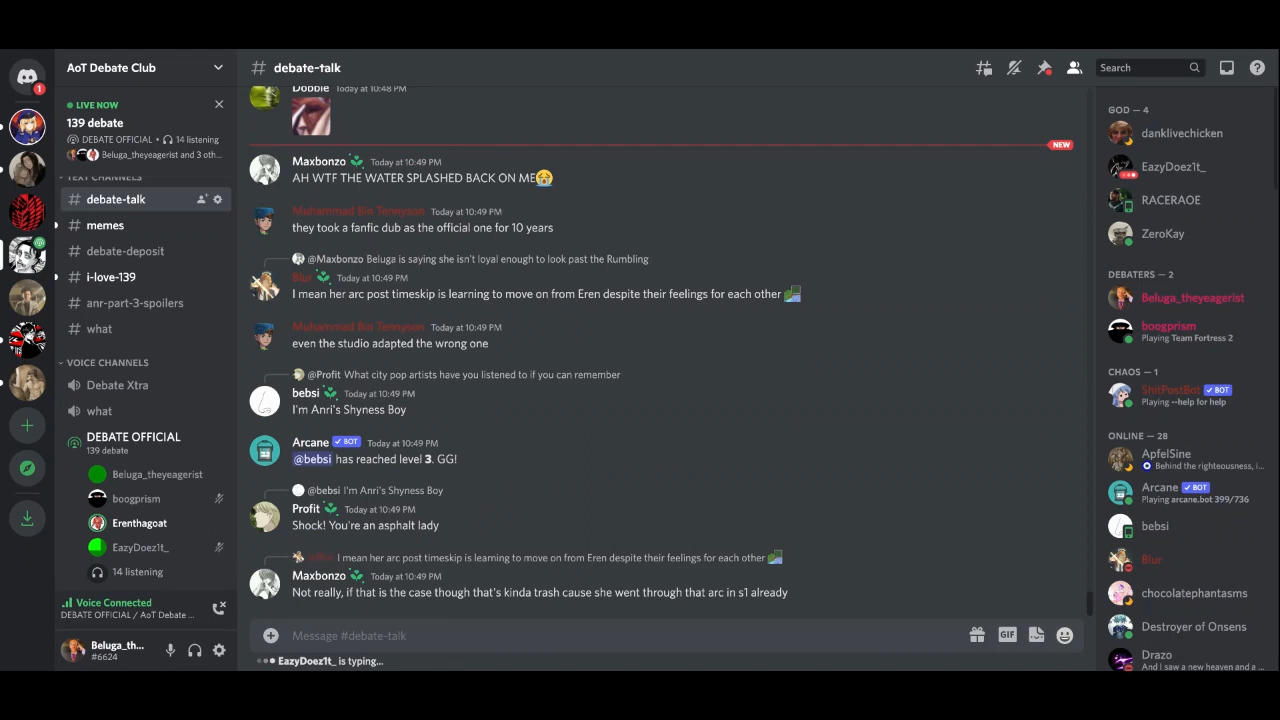 AoT Debate Club
LIVE NOW
139 debate
DEBATE OFFICIAL • 14 listening
Beluga_theyeagerist and 3 oth...
TEXT CHANNELS
debate-talk
memes
debate-deposit
i-love-139
anr-part-3-spoilers
what
VOICE CHANNELS
Debate Xtra
what
DEBATE OFFICIAL
139 debate
Beluga_theyeagerist
boogprism
Erenthagoat
EazyDoez1t_
14 listening
Voice Connected
DEBATE OFFICIAL / AoT Debate ...
Beluga_th...
#6624
1
# debate-talk
Search
Dobbie Today at 10:48 PM
NEW
Maxbonzo Today at 10:49 PM
AH WTF THE WATER SPLASHED BACK ON ME😭
Muhammad Bin Tennyson Today at 10:49 PM
they took a fanfic dub as the official one for 10 years
@Maxbonzo Beluga is saying she isn't loyal enough to look past the Rumbling
Blur Today at 10:49 PM
I mean her arc post timeskip is learning to move on from Eren despite their feelings for each other
Muhammad Bin Tennyson Today at 10:49 PM
even the studio adapted the wrong one
@Profit What city pop artists have you listened to if you can remember
bebsi Today at 10:49 PM
I'm Anri's Shyness Boy
Arcane ✓ BOT Today at 10:49 PM
@bebsi has reached level 3. GG!
@bebsi I'm Anri's Shyness Boy
Profit Today at 10:49 PM
Shock! You're an asphalt lady
I mean her arc post timeskip is learning to move on from Eren despite their feelings for each other
Maxbonzo Today at 10:49 PM
Not really, if that is the case though that's kinda trash cause she went through that arc in s1 already
Message #debate-talk
GIF
EazyDoez1t_ is typing...
GOD — 4
danklivechicken
EazyDoez1t_
RACERAOE
ZeroKay
DEBATERS — 2
Beluga_theyeagerist
boogprism
Playing Team Fortress 2
CHAOS — 1
ShitPostBot ✓ BOT
Playing --help for help
ONLINE — 28
ApfelSine
Behind the righteousness, i...
Arcane ✓ BOT
Playing arcane.bot 399/736
bebsi
Blur
chocolatephantasms
Destroyer of Onsens
Drazo
And I saw a new heaven and a ...